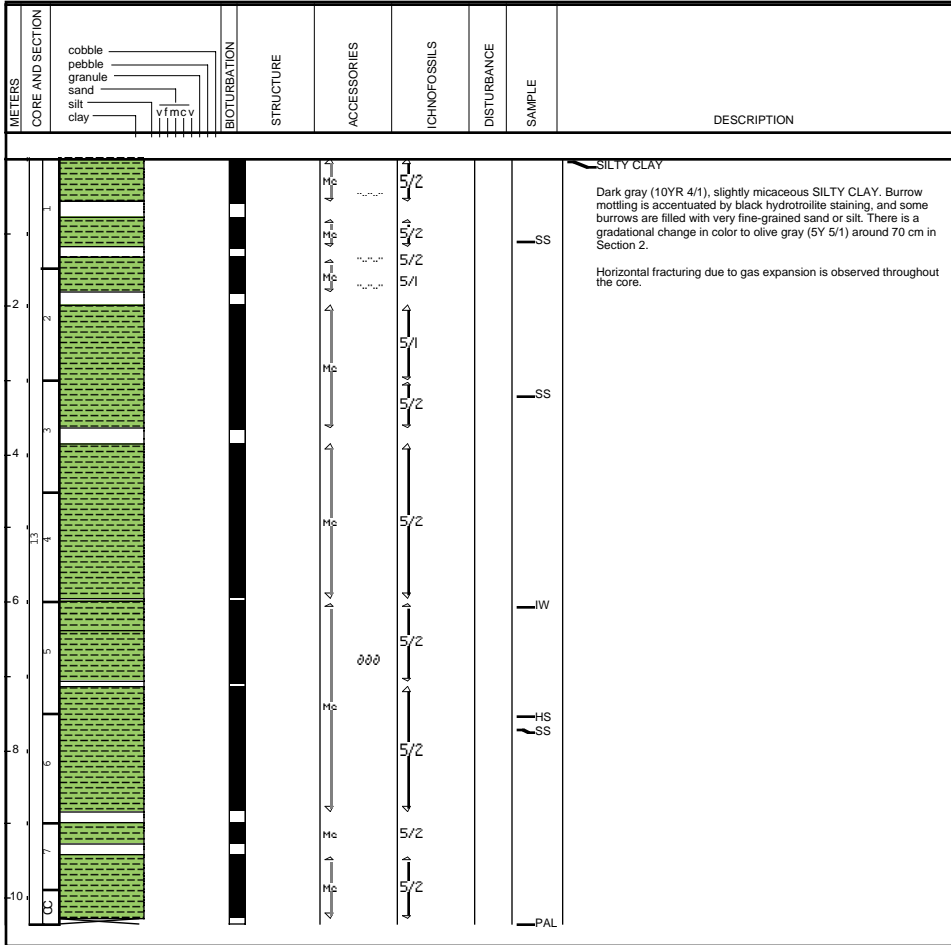 METERS
CORE AND SECTION
cobble
pebble
granule
sand
silt
clay
v f m c v
BIOTURBATION
STRUCTURE
ACCESSORIES
ICHNOFOSSILS
DISTURBANCE
SAMPLE
DESCRIPTION
SILTY CLAY
Dark gray (10YR 4/1), slightly micaceous SILTY CLAY. Burrow
mottling is accentuated by black hydrotroilite staining, and some
burrows are filled with very fine-grained sand or silt. There is a
gradational change in color to olive gray (5Y 5/1) around 70 cm in
Section 2.
Horizontal fracturing due to gas expansion is observed throughout
the core.
1
Mc
5/2
Mc
5/2
SS
5/2
Mc
5/1
2
2
5/1
Mc
SS
5/2
3
4
Mc
5/2
13
4
6
IW
5/2
5
Mc
HS
SS
8
5/2
6
Mc
5/2
7
Mc
5/2
10
CC
PAL